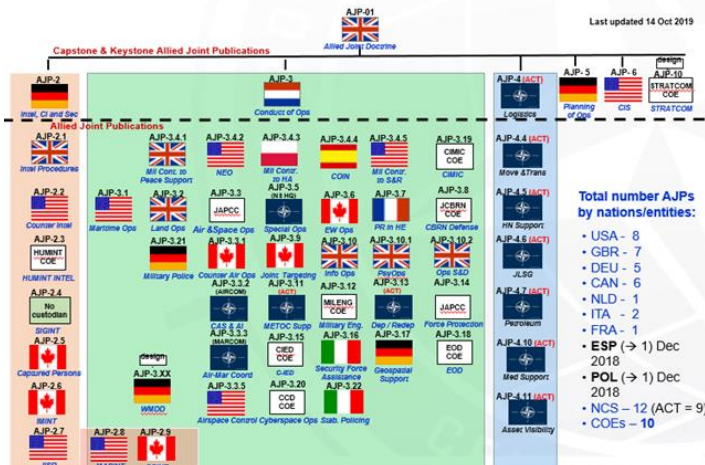 AJP-01
Last updated 14 Oct 2019
Allied Joint Doctrine
Capstone & Keystone Allied Joint Publications
AJP-2
Intel, CI and Sec
AJP-3
Conduct of Ops
AJP-4 (ACT)
Logistics
AJP - 5
Planning
of Ops
AJP - 6
CIS
design
AJP-10
STRATCOM
COE
STRATCOM
Allied Joint Publications
AJP-2.1
Intel Procedures
AJP-3.4.1
Mil Cont. to
Peace Support
AJP-3.4.2
NEO
AJP-3.4.3
Mil Contr.
to HA
AJP-3.4.4
COIN
AJP-3.4.5
Mil Contr
to S&R
AJP-3.19
CIMIC
COE
CIMIC
AJP-4.4 (ACT)
Move &Trans
AJP-2.2
Counter Intel
AJP-3.1
Maritime Ops
AJP-3.2
Land Ops
AJP-3.3
JAPCC
Air &Space Ops
AJP-3.5
Special Ops
AJP-3.6
EW Ops
AJP-3.7
PR in HE
AJP-3.8
JCBRN
COE
CBRN Defense
AJP-4.5 (ACT)
HN Support
AJP-2.3
HUMINT
COE
HUMINT INTEL
AJP-3.21
Military Police
AJP-3.3.1
Counter Air Ops
AJP-3.9
Joint Targeting
AJP-3.10
Info Ops
AJP-3.10.1
PsyOps
AJP-3.10.2
Ops S&D
AJP-4.6 (ACT)
JLSG
AJP-2.4
No
custodian
SIGINT
AJP-3.3.2
(AIRCOM)
CAS & AI
AJP-3.11
(ACT)
METOC Supp
AJP-3.12
MILENG
COE
Military Eng.
AJP-3.13
(ACT)
Dep / Redep
AJP-3.14
JAPCC
Force Protection
AJP-4.7 (ACT)
Petroleum
AJP-2.5
Captured Persons
AJP-3.3.3
(MARCOM)
Air-Mar Coord
AJP-3.15
CIED
COE
C-IED
AJP-3.16
Security Force
Assistance
AJP-3.17
Geospatial
Support
AJP-3.18
EOD
COE
EOD
AJP-4.10 (ACT)
Med Support
AJP-2.6
IMINT
design
AJP-3.XX
WMDD
AJP-3.3.5
Airspace Control
AJP-3.20
CCD
COE
Cyberspace Ops
AJP-3.22
Stab. Policing
AJP-4.11 (ACT)
Asset Visibility
AJP-2.7
AJP-2.8
AJP-2.9
Total number AJPs
by nations/entities:
• USA - 8
• GBR - 7
• DEU - 5
• CAN - 6
• NLD - 1
• ITA - 2
• FRA - 1
• ESP (→ 1) Dec
2018
• POL (→ 1) Dec
2018
• NCS – 12 (ACT = 9)
• COEs – 10